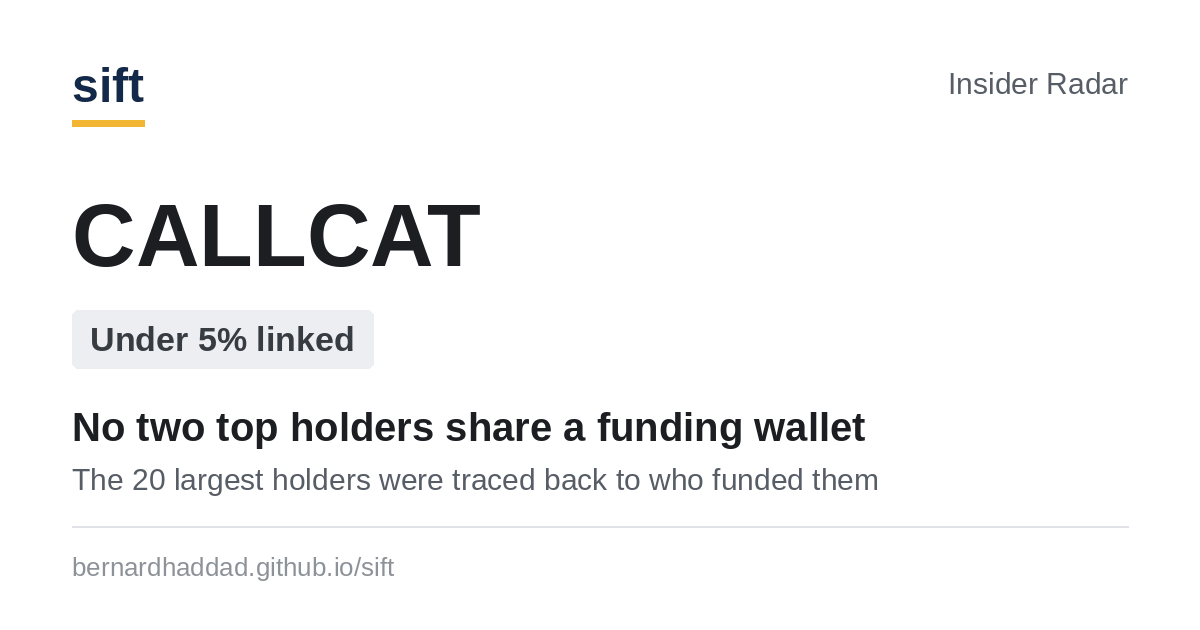 sift
Insider Radar
CALLCAT
Under 5% linked
No two top holders share a funding wallet
The 20 largest holders were traced back to who funded them
bernardhaddad.github.io/sift